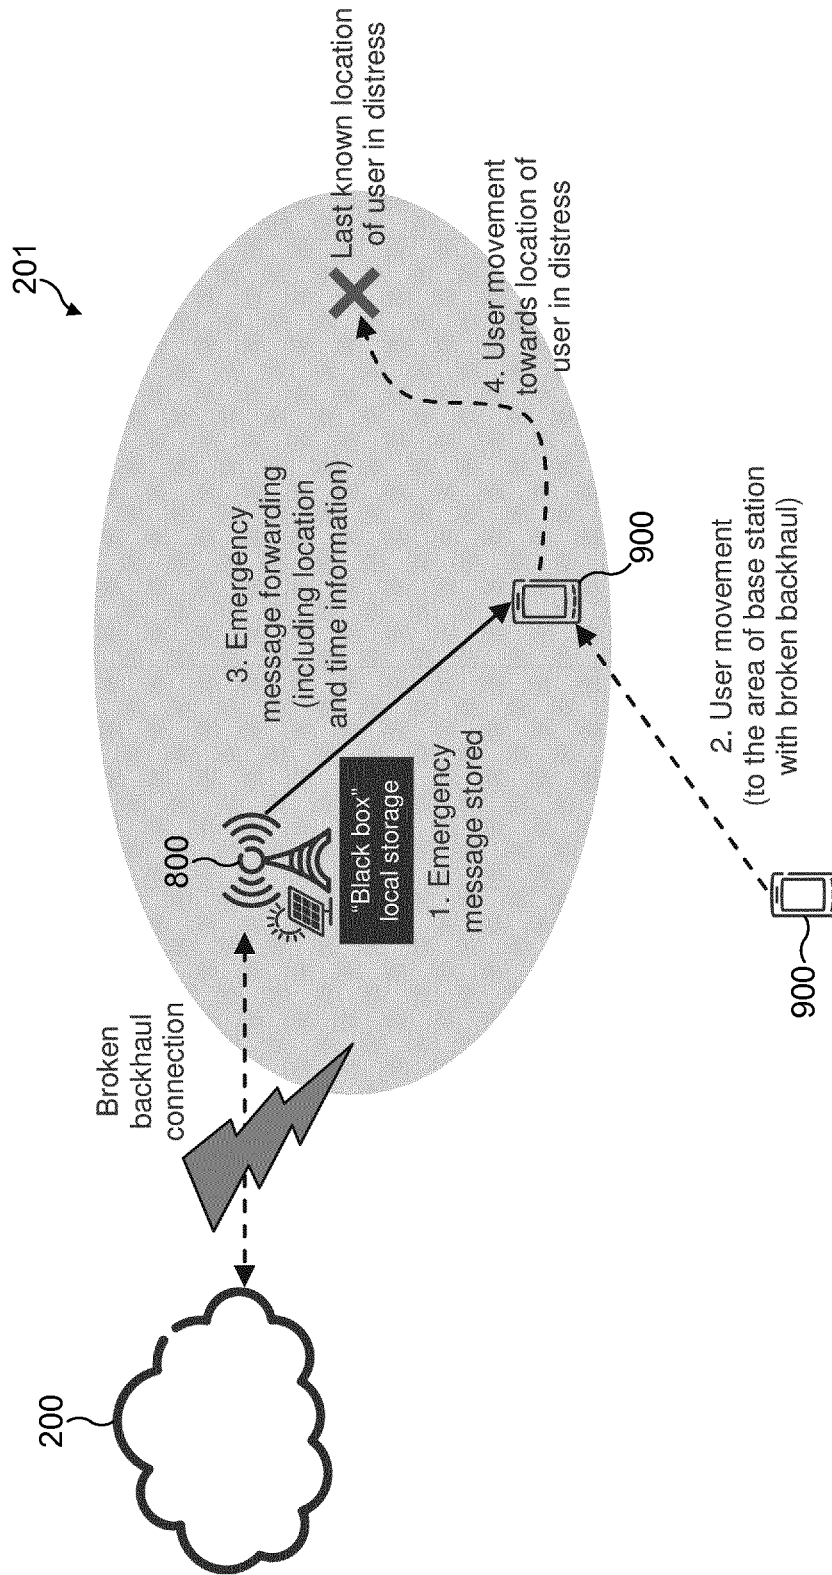 201
200
Broken
backhaul
connection
800
"Black box"
local storage
1. Emergency
message stored
3. Emergency
message forwarding
(including location
and time information)
Last known location
of user in distress
4. User movement
towards location of
user in distress
900
2. User movement
(to the area of base station
with broken backhaul)
900